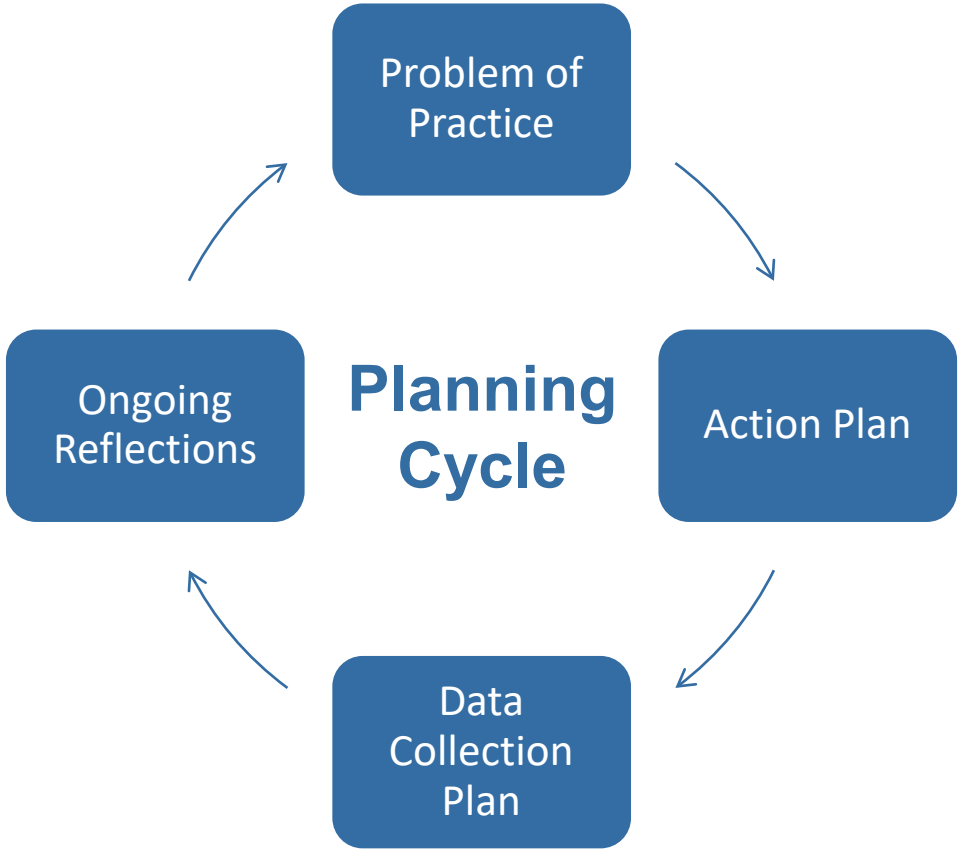 Problem of
Practice
Ongoing
Reflections
Planning
Cycle
Action Plan
Data
Collection
Plan